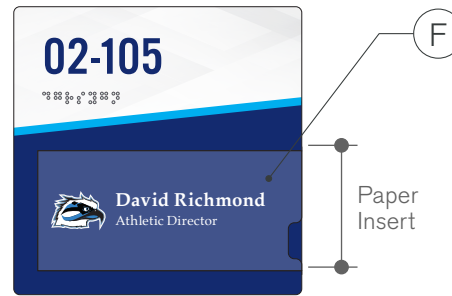 02-105
F
David Richmond
Athletic Director
Paper
Insert